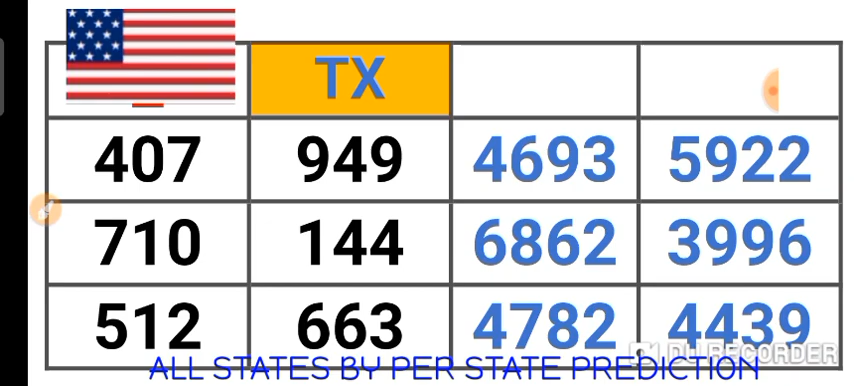 TX
407 949 4693 5922
710 144 6862 3996
512 663 4782 4439
DU RECORDER
ALL STATES BY PER STATE PREDICTION